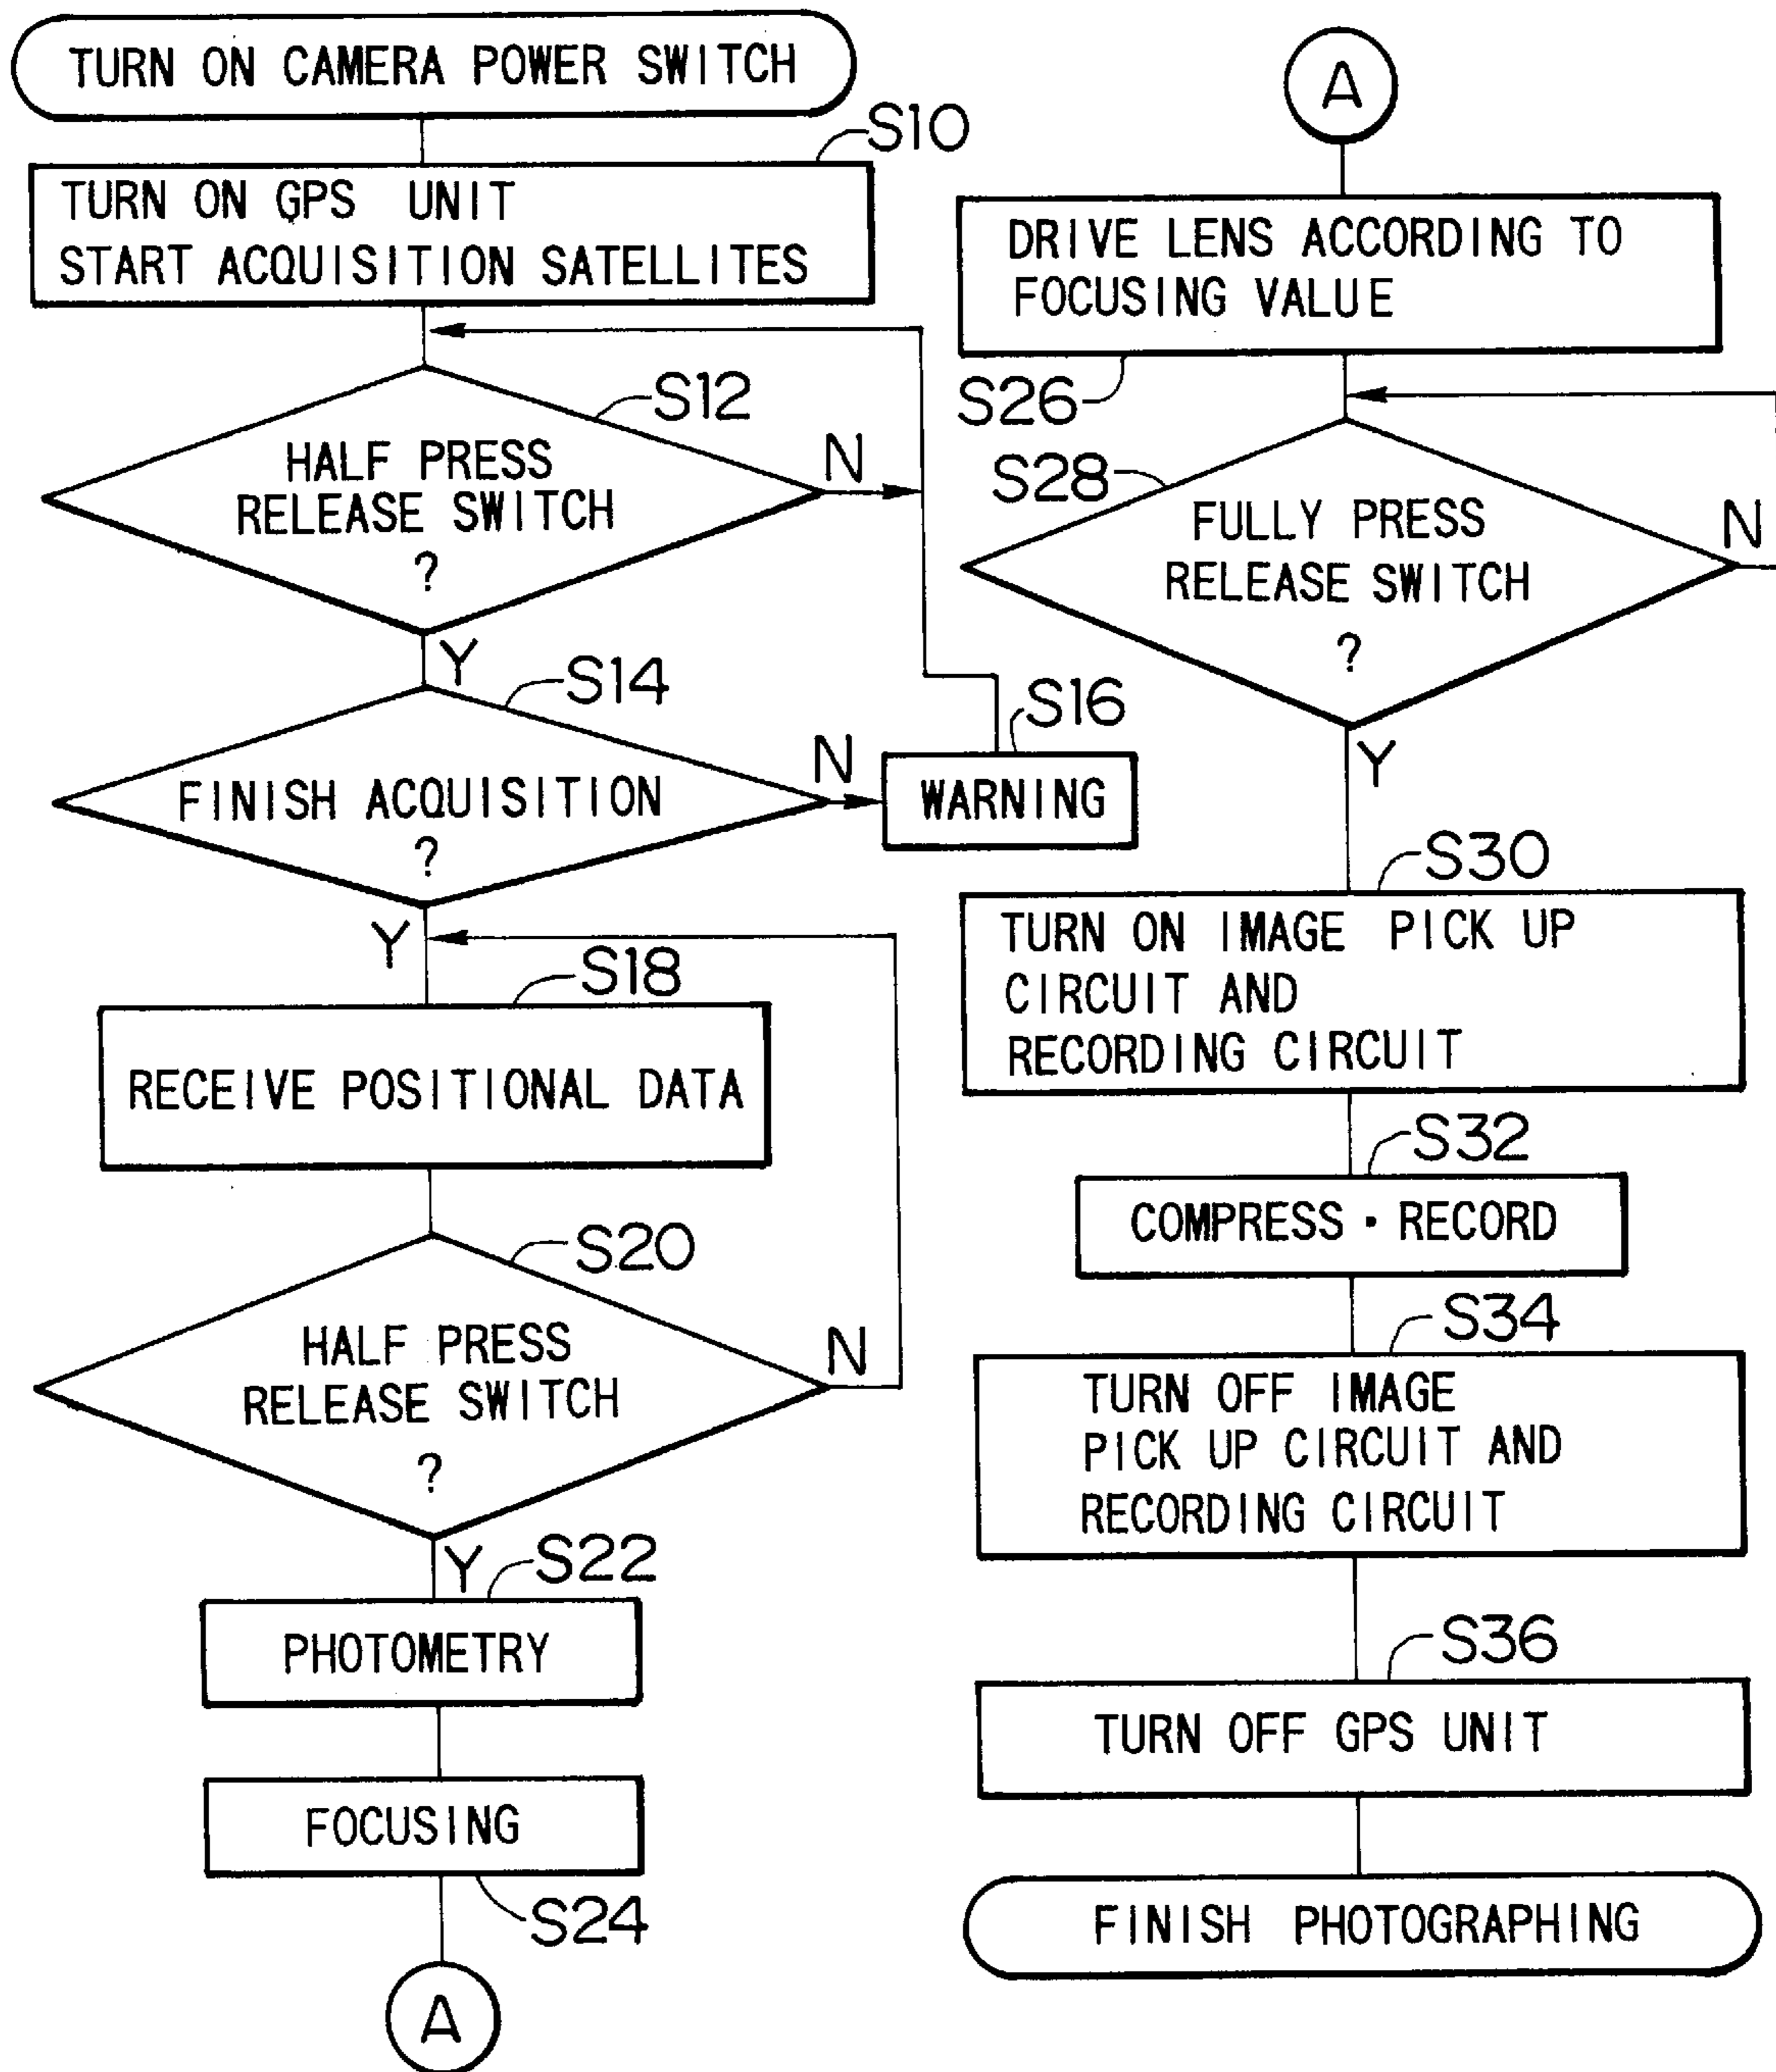 TURN ON CAMERA POWER SWITCH
S10
TURN ON GPS UNIT
START ACQUISITION SATELLITES
S12
HALF PRESS
RELEASE SWITCH
?
N
Y
S14
FINISH ACQUISITION
?
N
S16
WARNING
Y
S18
RECEIVE POSITIONAL DATA
S20
HALF PRESS
RELEASE SWITCH
?
N
Y
S22
PHOTOMETRY
FOCUSING
S24
A
A
DRIVE LENS ACCORDING TO
FOCUSING VALUE
S26
S28
FULLY PRESS
RELEASE SWITCH
?
N
Y
S30
TURN ON IMAGE PICK UP
CIRCUIT AND
RECORDING CIRCUIT
S32
COMPRESS・RECORD
S34
TURN OFF IMAGE
PICK UP CIRCUIT AND
RECORDING CIRCUIT
S36
TURN OFF GPS UNIT
FINISH PHOTOGRAPHING